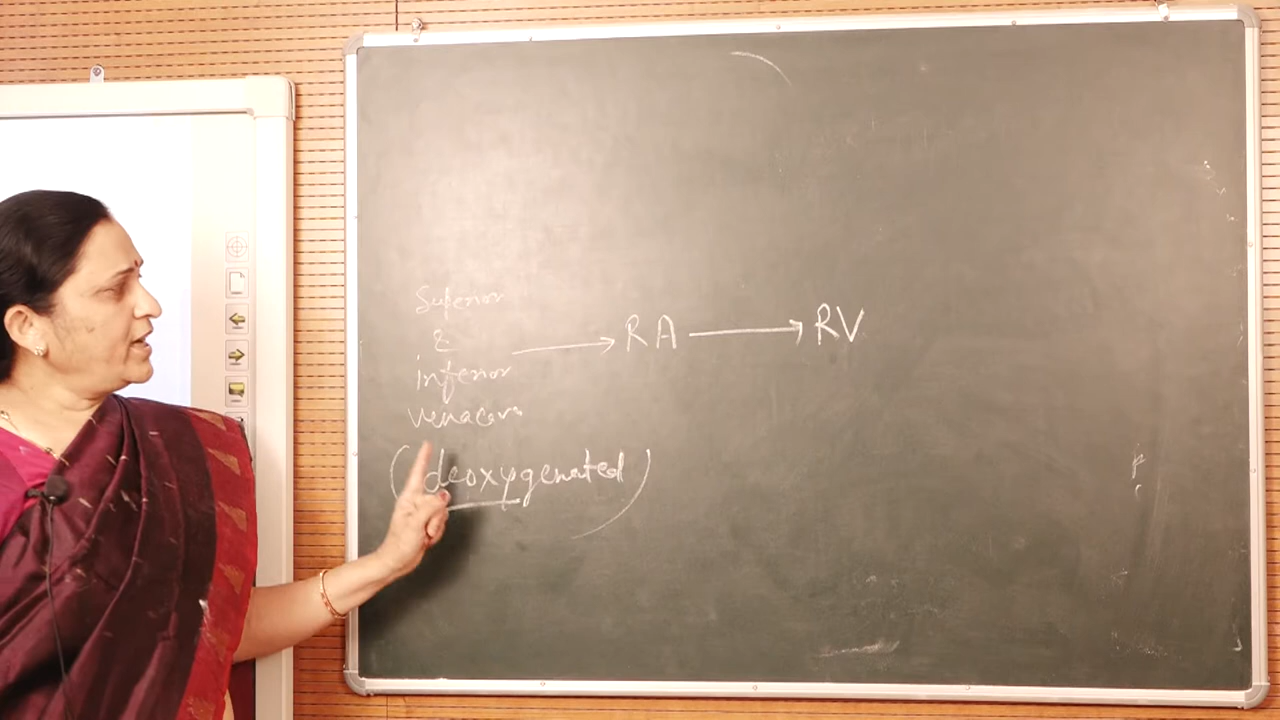 Superior
&
inferior
venacava
RA
RV
(deoxygenated)